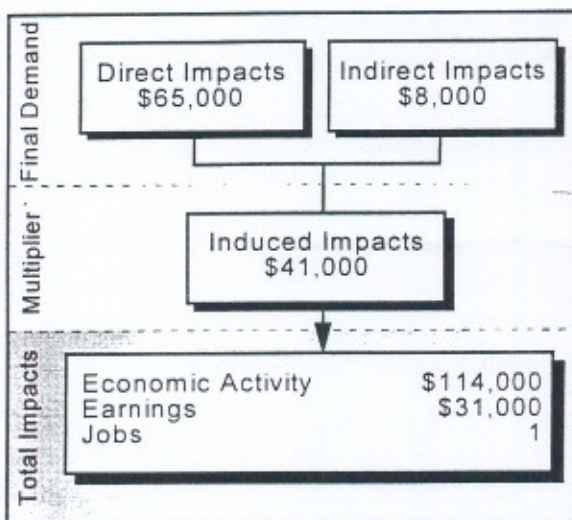 Final Demand
Direct Impacts
$65,000
Indirect Impacts
$8,000
Multiplier
Induced Impacts
$41,000
Total Impacts
Economic Activity $114,000
Earnings $31,000
Jobs 1